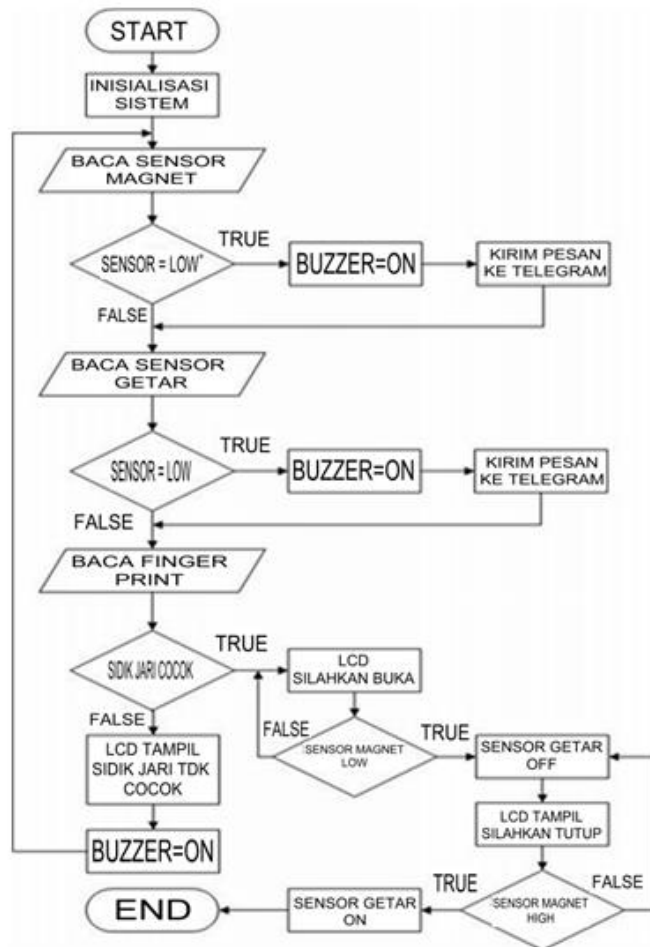 START
INISIALISASI
SISTEM
BACA SENSOR
MAGNET
SENSOR = LOW"
TRUE
BUZZER=ON
KIRIM PESAN
KE TELEGRAM
FALSE
BACA SENSOR
GETAR
SENSOR = LOW
TRUE
BUZZER=ON
KIRIM PESAN
KE TELEGRAM
FALSE
BACA FINGER
PRINT
SIDIK JARI COCOK
TRUE
LCD
SILAHKAN BUKA
FALSE
LCD TAMPIL
SIDIK JARI TDK
COCOK
BUZZER=ON
FALSE
SENSOR MAGNET
LOW
TRUE
SENSOR GETAR
OFF
LCD TAMPIL
SILAHKAN TUTUP
SENSOR MAGNET
HIGH
FALSE
TRUE
SENSOR GETAR
ON
END